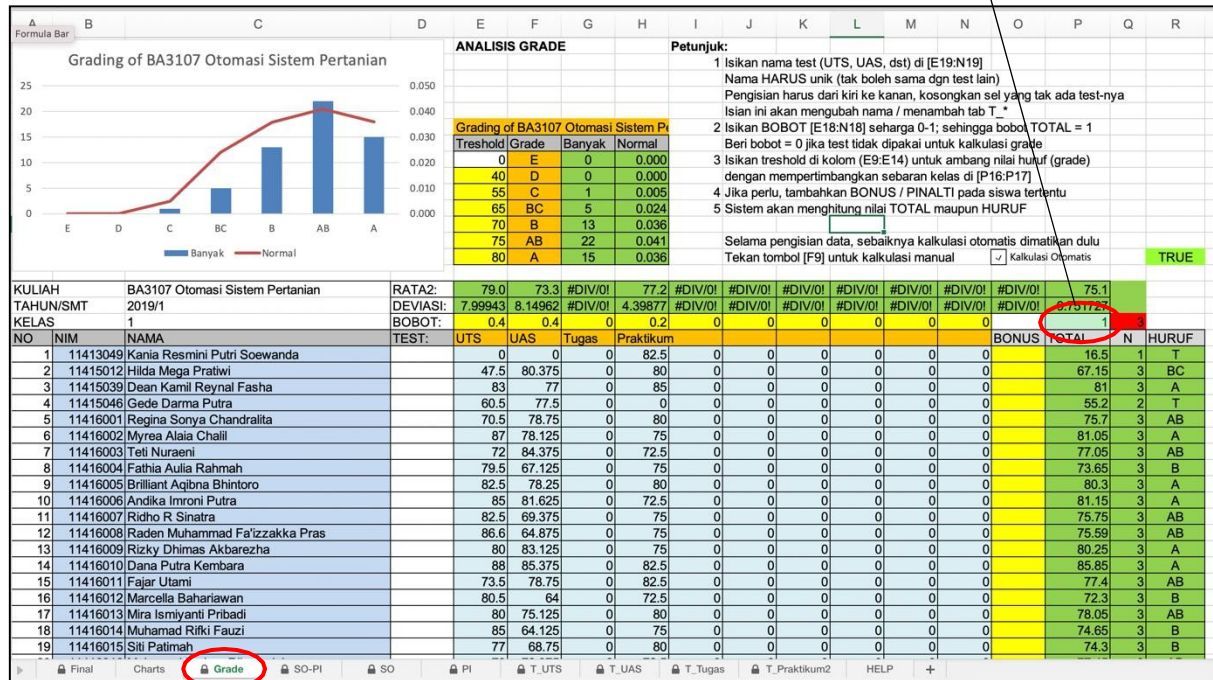 A B C D E F G H I J K L M N O P Q R
Formula Bar
Grading of BA3107 Otomasi Sistem Pertanian
25 0.050
20 0.040
15 0.030
10 0.020
5 0.010
0 0.000
E D C BC B AB A
Banyak Normal
ANALISIS GRADE
Grading of BA3107 Otomasi Sistem Pe
Treshold Grade Banyak Normal
0 E 0 0.000
40 D 0 0.000
55 C 1 0.005
65 BC 5 0.024
70 B 13 0.036
75 AB 22 0.041
80 A 15 0.036
Petunjuk:
1 Isikan nama test (UTS, UAS, dst) di [E19:N19]
Nama HARUS unik (tak boleh sama dgn test lain)
Pengisian harus dari kiri ke kanan, kosongkan sel yang tak ada test-nya
Isian ini akan mengubah nama / menambah tab T_*
2 Isikan BOBOT [E18:N18] seharga 0-1; sehingga bobot TOTAL = 1
Beri bobot = 0 jika test tidak dipakai untuk kalkulasi grade
3 Isikan treshold di kolom (E9:E14) untuk ambang nilai huruf (grade)
dengan mempertimbangkan sebaran kelas di [P16:P17]
4 Jika perlu, tambahkan BONUS / PINALTI pada siswa tertentu
5 Sistem akan menghitung nilai TOTAL maupun HURUF
Selama pengisian data, sebaiknya kalkulasi otomatis dimatikan dulu
Tekan tombol [F9] untuk kalkulasi manual Kalkulasi Otomatis TRUE
KULIAH BA3107 Otomasi Sistem Pertanian RATA2: 79.0 73.3 #DIV/0! 77.2 #DIV/0! #DIV/0! #DIV/0! #DIV/0! #DIV/0! #DIV/0! #DIV/0! 75.1
TAHUN/SMT 2019/1 DEVIASI: 7.99943 8.14962 #DIV/0! 4.39877 #DIV/0! #DIV/0! #DIV/0! #DIV/0! #DIV/0! #DIV/0! #DIV/0!
KELAS 1 BOBOT: 0.4 0.4 0 0.2 0 0 0 0 0 0 1 3
NO NIM NAMA TEST: UTS UAS Tugas Praktikum BONUS TOTAL N HURUF
1 11413049 Kania Resmini Putri Soewanda 0 0 0 82.5 0 0 0 0 0 0 16.5 1 T
2 11415012 Hilda Mega Pratiwi 47.5 80.375 0 80 0 0 0 0 0 0 67.15 3 BC
3 11415039 Dean Kamil Reynal Fasha 83 77 0 85 0 0 0 0 0 0 81 3 A
4 11415046 Gede Darma Putra 60.5 77.5 0 0 0 0 0 0 0 0 55.2 2 T
5 11416001 Regina Sonya Chandralita 70.5 78.75 0 80 0 0 0 0 0 0 75.7 3 AB
6 11416002 Myrea Alaia Chalil 87 78.125 0 75 0 0 0 0 0 0 81.05 3 A
7 11416003 Teti Nuraeni 72 84.375 0 72.5 0 0 0 0 0 0 77.05 3 AB
8 11416004 Fathia Aulia Rahmah 79.5 67.125 0 75 0 0 0 0 0 0 73.65 3 B
9 11416005 Brilliant Aqibna Bhintoro 82.5 78.25 0 80 0 0 0 0 0 0 80.3 3 A
10 11416006 Andika Imroni Putra 85 81.625 0 72.5 0 0 0 0 0 0 81.15 3 A
11 11416007 Ridho R Sinatra 82.5 69.375 0 75 0 0 0 0 0 0 75.75 3 AB
12 11416008 Raden Muhammad Fa'izzakka Pras 86.6 64.875 0 75 0 0 0 0 0 0 75.59 3 AB
13 11416009 Rizky Dhimas Akbarezha 80 83.125 0 75 0 0 0 0 0 0 80.25 3 A
14 11416010 Dana Putra Kembara 88 85.375 0 82.5 0 0 0 0 0 0 85.85 3 A
15 11416011 Fajar Utami 73.5 78.75 0 82.5 0 0 0 0 0 0 77.4 3 AB
16 11416012 Marcella Bahariawan 80.5 64 0 72.5 0 0 0 0 0 0 72.3 3 B
17 11416013 Mira Ismiyanti Pribadi 80 75.125 0 80 0 0 0 0 0 0 78.05 3 AB
18 11416014 Muhamad Rifki Fauzi 85 64.125 0 75 0 0 0 0 0 0 74.65 3 B
19 11416015 Siti Patimah 77 68.75 0 80 0 0 0 0 0 0 74.3 3 B
Final Charts Grade SO-PI SO PI T_UTS T_UAS T_Tugas T_Praktikum2 HELP +